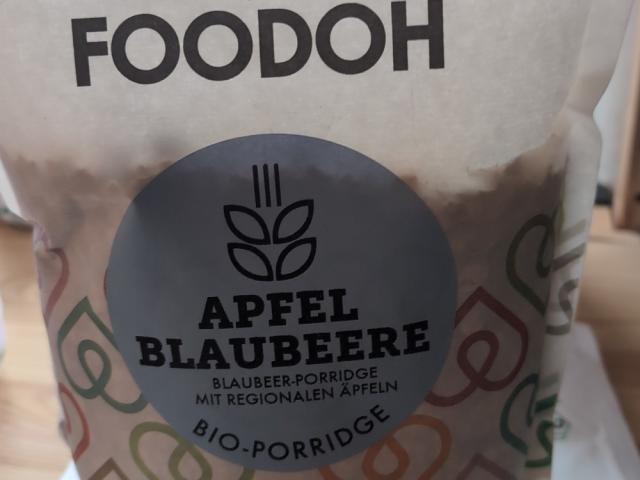 FOODOH
APFEL
BLAUBEERE
BLAUBEER-PORRIDGE
MIT REGIONALEN ÄPFELN
BIO-PORRIDGE